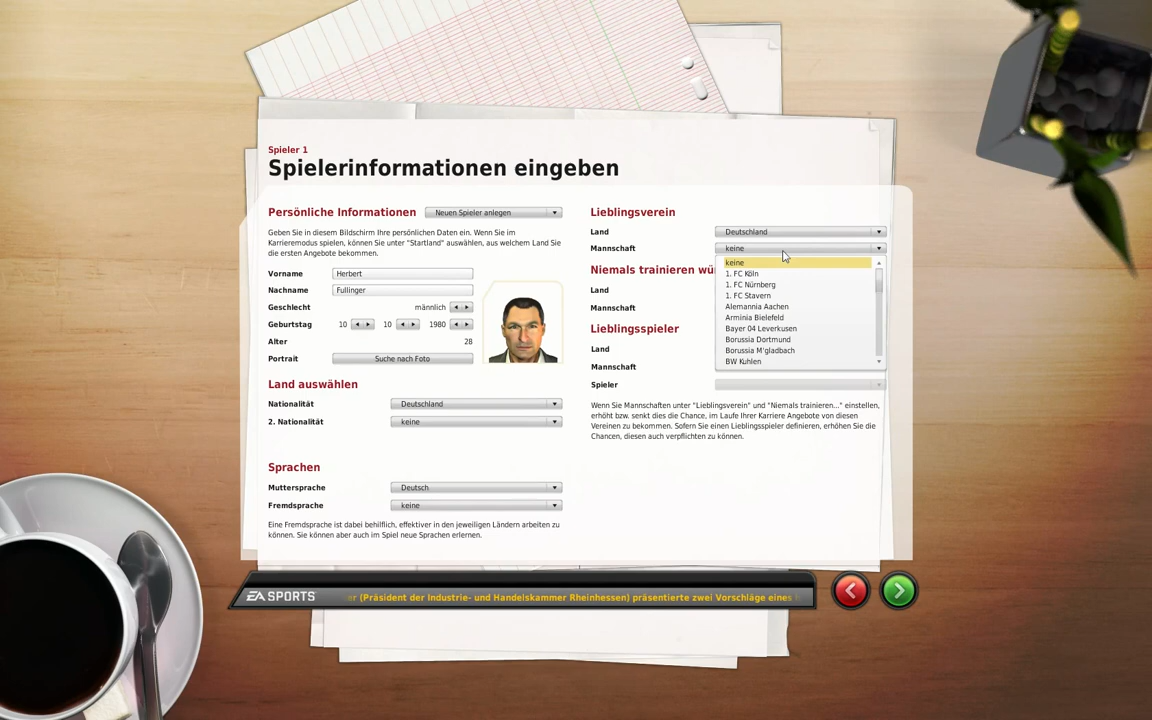 Spieler 1
Spielerinformationen eingeben
Persönliche Informationen
Neuen Spieler anlegen
Geben Sie in diesem Bildschirm Ihre persönlichen Daten ein. Wenn Sie im
Karrieremodus spielen, können Sie unter "Startland" auswählen, aus welchem Land Sie
die ersten Angebote bekommen.
Vorname Herbert
Nachname Fullinger
Geschlecht männlich
Geburtstag 10 10 1980
Alter 28
Portrait Suche nach Foto
Land auswählen
Nationalität Deutschland
2. Nationalität keine
Sprachen
Muttersprache Deutsch
Fremdsprache keine
Eine Fremdsprache ist dabei behilflich, effektiver in den jeweiligen Ländern arbeiten zu
können. Sie können aber auch im Spiel neue Sprachen erlernen.
Lieblingsverein
Land Deutschland
Mannschaft keine
keine
1. FC Köln
1. FC Nürnberg
1. FC Stavern
Alemannia Aachen
Arminia Bielefeld
Bayer 04 Leverkusen
Borussia Dortmund
Borussia M'gladbach
BW Kuhlen
Niemals trainieren
Land
Mannschaft
Lieblingsspieler
Land
Mannschaft
Spieler
Wenn Sie Mannschaften unter "Lieblingsverein" und "Niemals trainieren..." einstellen,
erhöht bzw. senkt dies die Chance, im Laufe Ihrer Karriere Angebote von diesen
Vereinen zu bekommen. Sofern Sie einen Lieblingsspieler definieren, erhöhen Sie die
Chancen, diesen auch verpflichten zu können.
EA SPORTS
(Präsident der Industrie- und Handelskammer Rheinhessen) präsentierte zwei Vorschläge eines